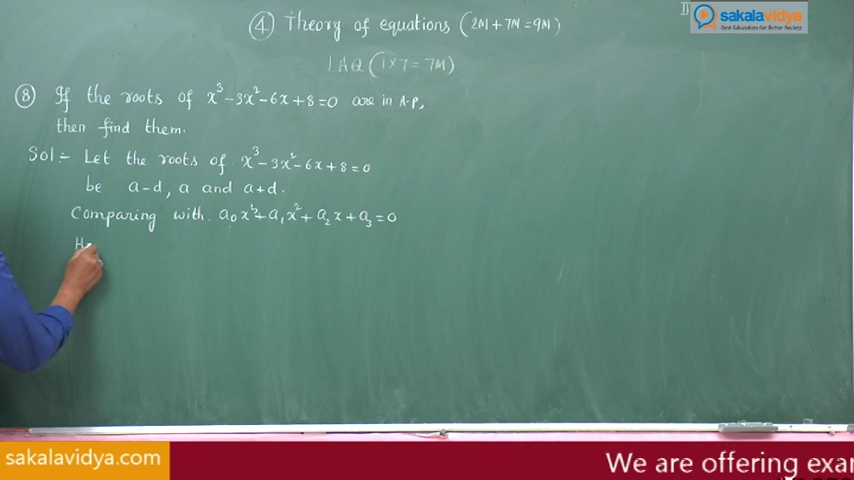 ④ Theory of equations (2M+7M=9M)
sakalavidya
Best Education for Better Society
LAQ (1×7=7M)
⑧ If the roots of x³-3x²-6x+8=0 are in A.P,
then find them.
Sol:- Let the roots of x³-3x²-6x+8=0
be a-d, a and a+d.
Comparing with. a₀x³+a₁x²+a₂x+a₃=0
He
sakalavidya.com
We are offering exa